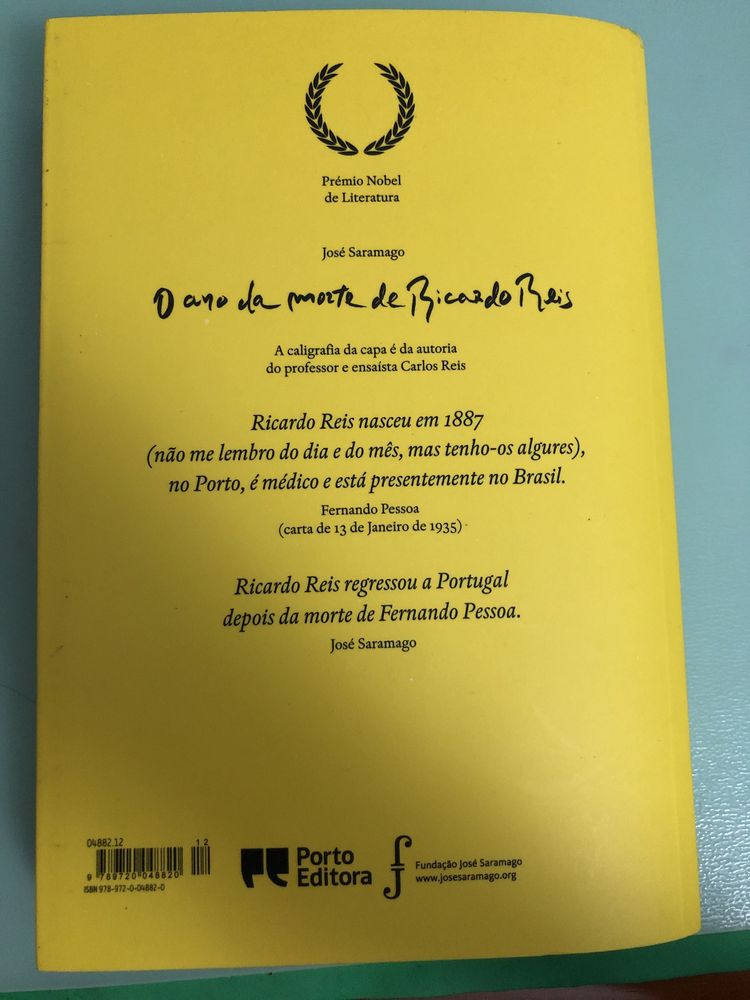 Prémio Nobel
de Literatura
José Saramago
O ano da morte de Ricardo Reis
A caligrafia da capa é da autoria
do professor e ensaísta Carlos Reis
Ricardo Reis nasceu em 1887
(não me lembro do dia e do mês, mas tenho-os algures),
no Porto, é médico e está presentemente no Brasil.
Fernando Pessoa
(carta de 13 de Janeiro de 1935)
Ricardo Reis regressou a Portugal
depois da morte de Fernando Pessoa.
José Saramago
04882.12
12
9 789720 048820
ISBN 978-972-0-04882-0
Porto
Editora
Fundação José Saramago
www.josesaramago.org